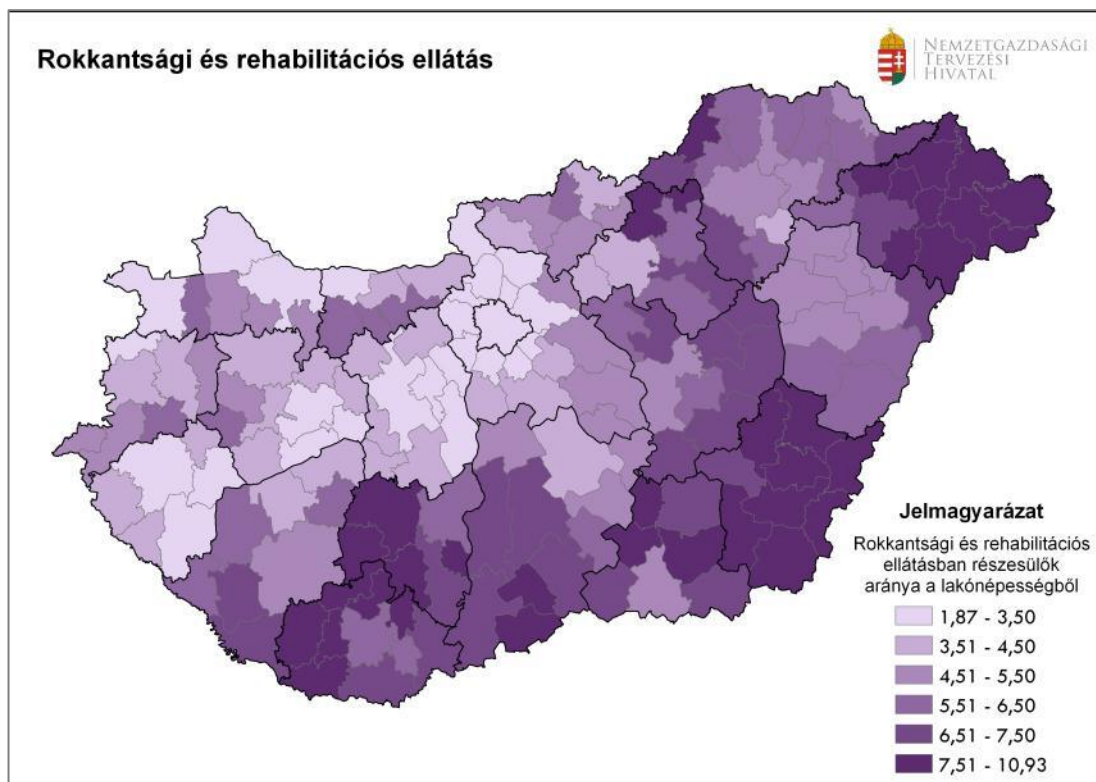 Rokkantsági és rehabilitációs ellátás
NEMZETGAZDASÁGI
TERVEZÉSI
HIVATAL
Jelmagyarázat
Rokkantsági és rehabilitációs
ellátásban részesülők
aránya a lakónépességből
1,87 - 3,50
3,51 - 4,50
4,51 - 5,50
5,51 - 6,50
6,51 - 7,50
7,51 - 10,93